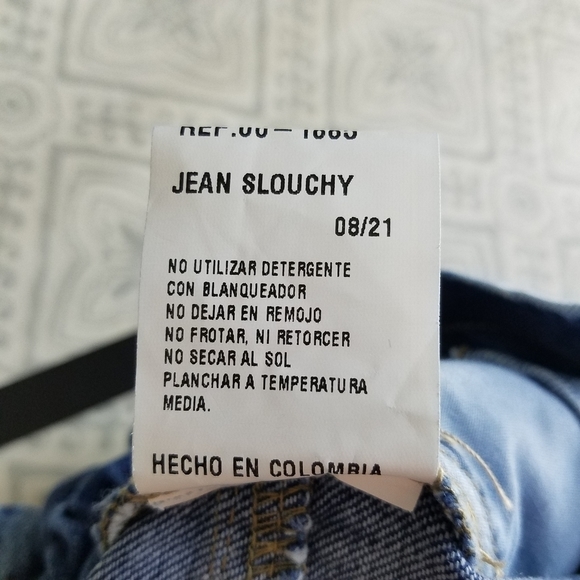 JEAN SLOUCHY
08/21
NO UTILIZAR DETERGENTE
CON BLANQUEADOR
NO DEJAR EN REMOJO
NO FROTAR, NI RETORCER
NO SECAR AL SOL
PLANCHAR A TEMPERATURA
MEDIA.
HECHO EN COLOMBIA